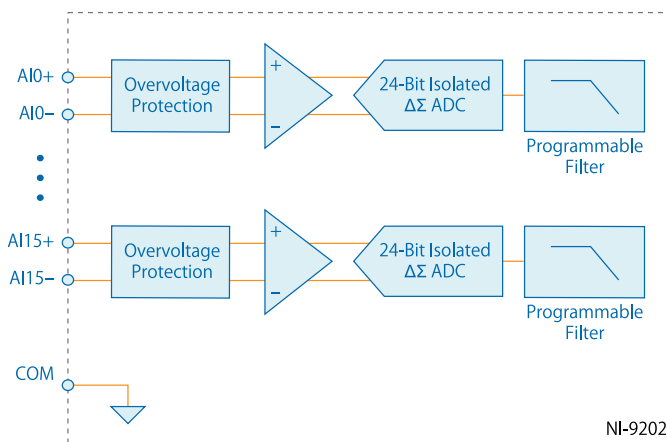 AI0+
AI0−
Overvoltage
Protection
+
−
24-Bit Isolated
ΔΣ ADC
Programmable
Filter
AI15+
AI15−
Overvoltage
Protection
+
−
24-Bit Isolated
ΔΣ ADC
Programmable
Filter
COM
NI-9202